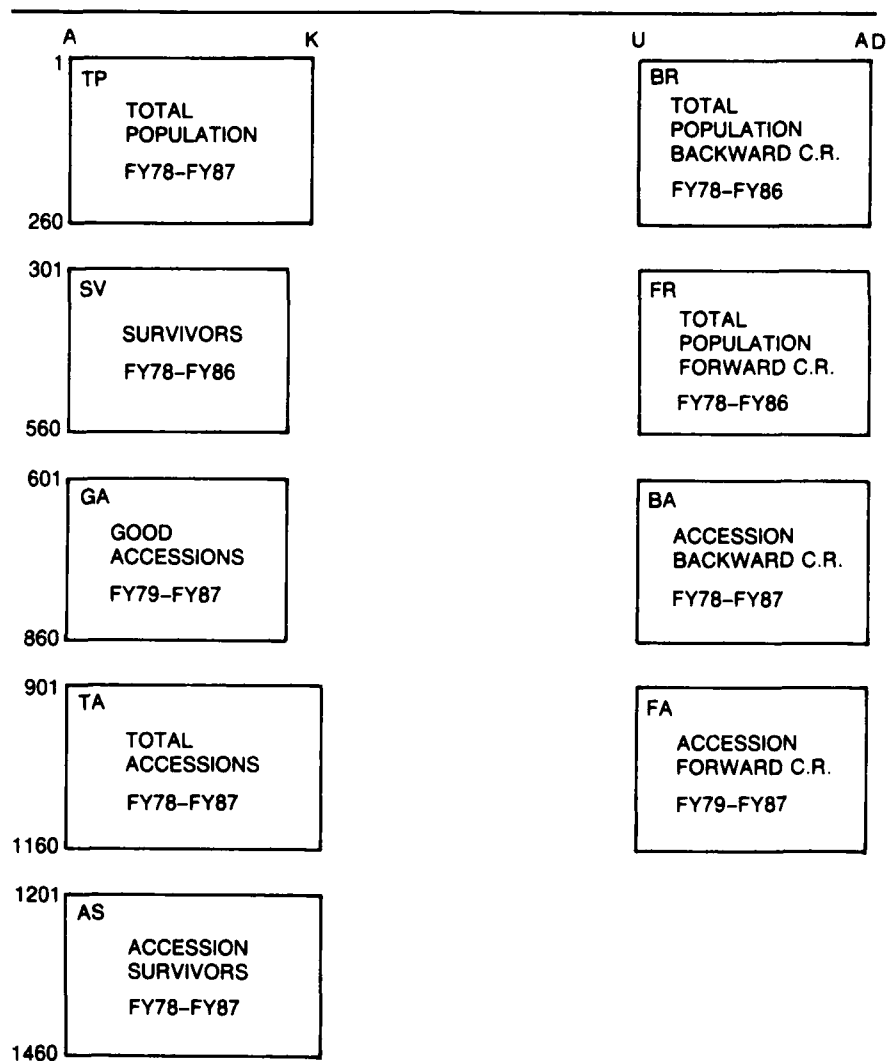 A K U AD
1
TP
TOTAL
POPULATION
FY78–FY87
260
BR
TOTAL
POPULATION
BACKWARD C.R.
FY78–FY86
301
SV
SURVIVORS
FY78–FY86
560
FR
TOTAL
POPULATION
FORWARD C.R.
FY78–FY86
601
GA
GOOD
ACCESSIONS
FY79–FY87
860
BA
ACCESSION
BACKWARD C.R.
FY78–FY87
901
TA
TOTAL
ACCESSIONS
FY78–FY87
1160
FA
ACCESSION
FORWARD C.R.
FY79–FY87
1201
AS
ACCESSION
SURVIVORS
FY78–FY87
1460